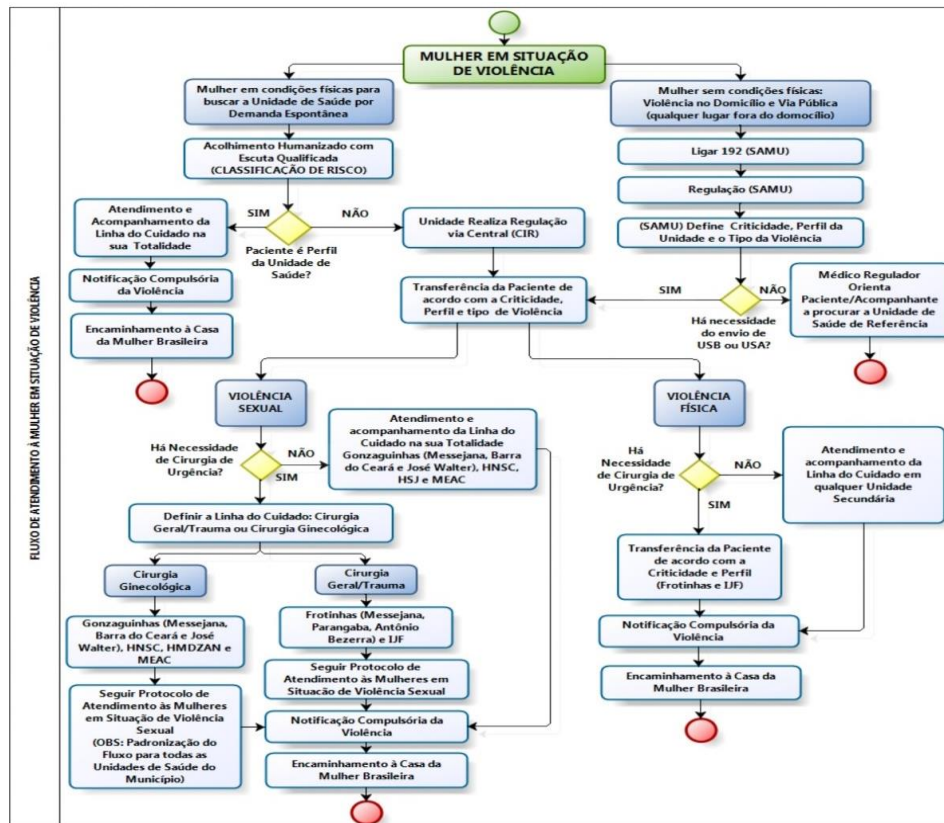 FLUXO DE ATENDIMENTO À MULHER EM SITUAÇÃO DE VIOLÊNCIA
MULHER EM SITUAÇÃO
DE VIOLÊNCIA
Mulher em condições físicas para
buscar a Unidade de Saúde por
Demanda Espontânea
Acolhimento Humanizado com
Escuta Qualificada
(CLASSIFICAÇÃO DE RISCO)
Mulher sem condições físicas:
Violência no Domicílio e Via Pública
(qualquer lugar fora do domocílio)
Ligar 192 (SAMU)
Regulação (SAMU)
(SAMU) Define Criticidade, Perfil da
Unidade e o Tipo da Violência
SIM
NÃO
Paciente é Perfil
da Unidade de
Saúde?
Atendimento e
Acompanhamento da
Linha do Cuidado na
sua Totalidade
Notificação Compulsória
da Violência
Encaminhamento à Casa
da Mulher Brasileira
Unidade Realiza Regulação
via Central (CIR)
Transferência da Paciente de
acordo com a Criticidade,
Perfil e tipo de Violência
SIM
NÃO
Há necessidade
do envio de
USB ou USA?
Médico Regulador
Orienta
Paciente/Acompanhante
a procurar a Unidade de
Saúde de Referência
VIOLÊNCIA
SEXUAL
Há Necessidade
de Cirurgia de
Urgência?
NÃO
SIM
Atendimento e
acompanhamento da Linha do
Cuidado na sua Totalidade
Gonzaguinhas (Messejana, Barra
do Ceará e José Walter), HNSC,
HSJ e MEAC
Definir a Linha do Cuidado: Cirurgia
Geral/Trauma ou Cirurgia Ginecológica
Cirurgia
Ginecológica
Gonzaguinhas (Messejana,
Barra do Ceará e José
Walter), HNSC, HMDZAN e
MEAC
Seguir Protocolo de
Atendimento às Mulheres
em Situação de Violência
Sexual
(OBS: Padronização do
Fluxo para todas as
Unidades de Saúde do
Município)
Cirurgia
Geral/Trauma
Frotinhas (Messejana,
Parangaba, Antônio
Bezerra) e IJF
Seguir Protocolo de
Atendimento às Mulheres em
Situacão de Violência Sexual
Notificação Compulsória da
Violência
Encaminhamento à Casa da
Mulher Brasileira
VIOLÊNCIA
FÍSICA
Há
Necessidade
de Cirurgia de
Urgência?
NÃO
SIM
Atendimento e
acompanhamento da
Linha do Cuidado em
qualquer Unidade
Secundária
Transferência da Paciente
de acordo com a
Criticidade e Perfil
(Frotinhas e IJF)
Notificação Compulsória da
Violência
Encaminhamento à Casa da
Mulher Brasileira